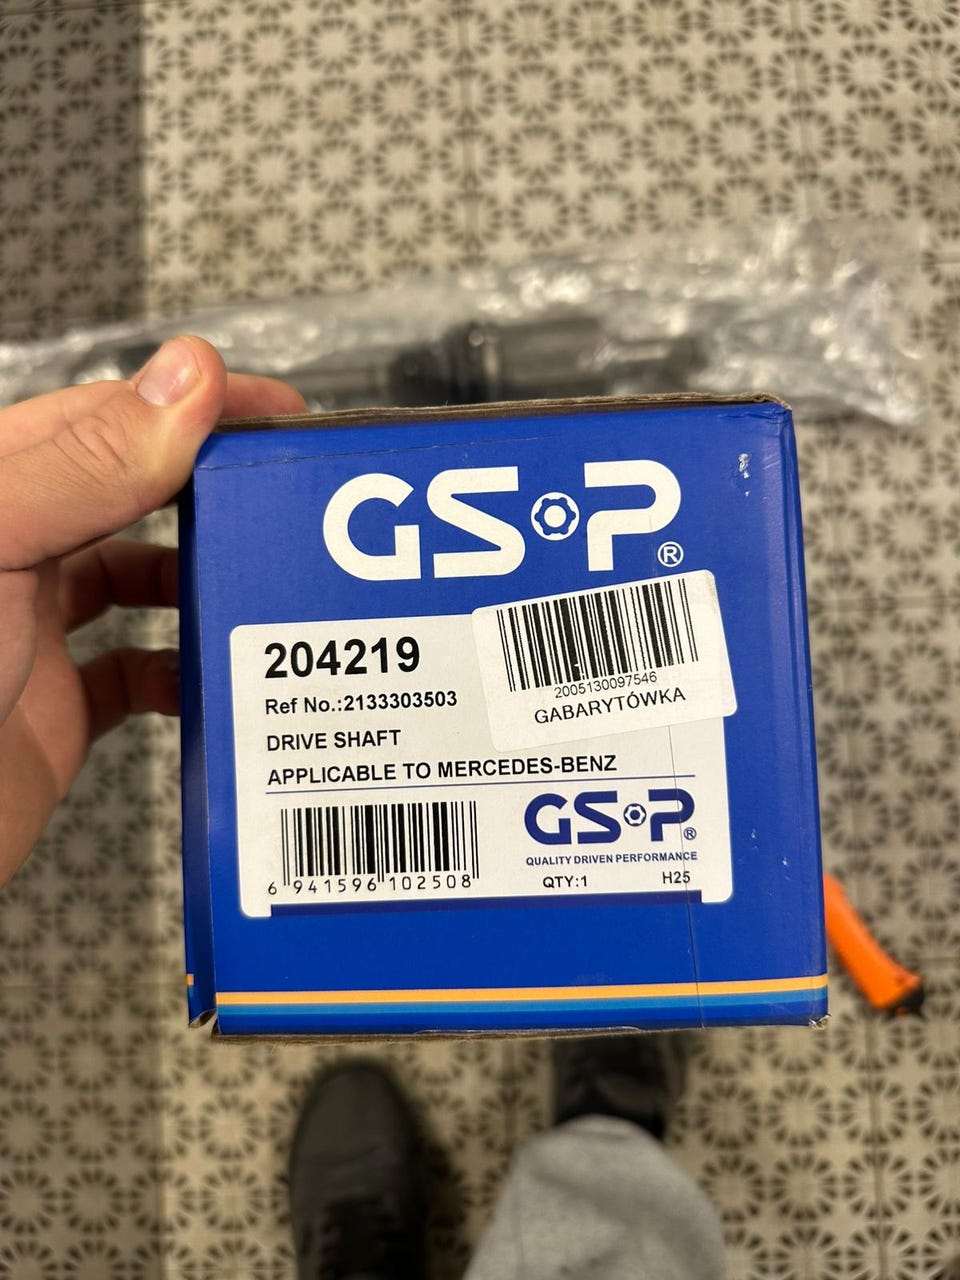 GSP®
204219
Ref No.:2133303503
DRIVE SHAFT
APPLICABLE TO MERCEDES-BENZ
2005130097546
GABARYTÓWKA
6 941596 102508
GSP®
QUALITY DRIVEN PERFORMANCE
QTY:1 H25